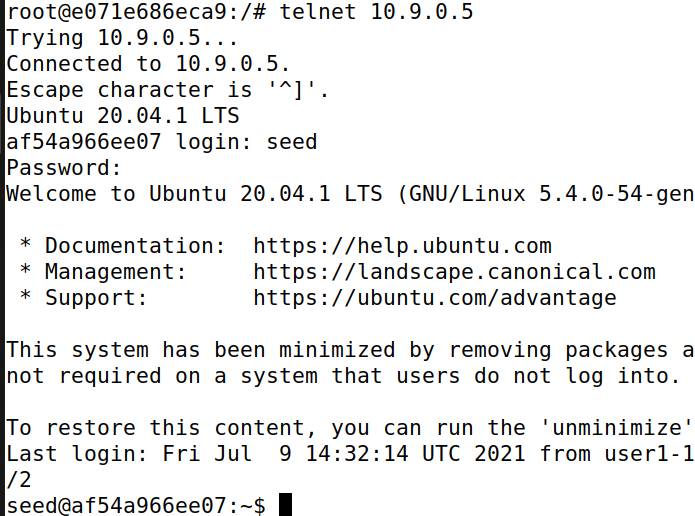 root@e071e686eca9:/# telnet 10.9.0.5
Trying 10.9.0.5...
Connected to 10.9.0.5.
Escape character is '^]'.
Ubuntu 20.04.1 LTS
af54a966ee07 login: seed
Password:
Welcome to Ubuntu 20.04.1 LTS (GNU/Linux 5.4.0-54-gen
 * Documentation:  https://help.ubuntu.com
 * Management:     https://landscape.canonical.com
 * Support:        https://ubuntu.com/advantage
This system has been minimized by removing packages a
not required on a system that users do not log into.
To restore this content, you can run the 'unminimize'
Last login: Fri Jul  9 14:32:14 UTC 2021 from user1-1
/2
seed@af54a966ee07:~$